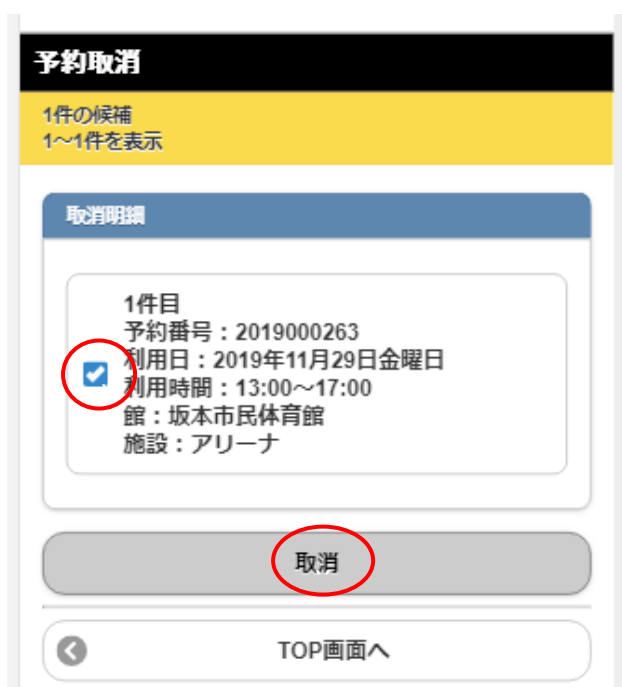 予約取消
1件の候補
1～1件を表示
取消明細
1件目
予約番号：2019000263
利用日：2019年11月29日金曜日
利用時間：13:00～17:00
館：坂本市民体育館
施設：アリーナ
取消
TOP画面へ